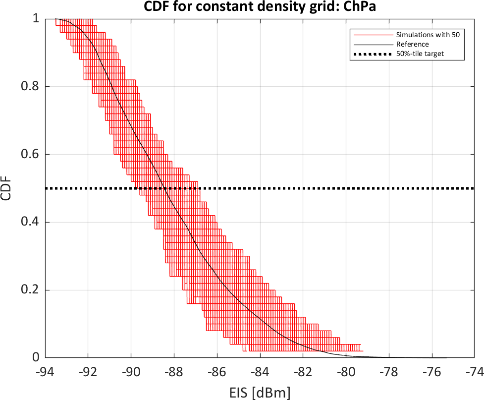 CDF for constant density grid: ChPa
Simulations with 50
Reference
50%-tile target
1
0.8
0.6
0.4
0.2
0
CDF
-94 -92 -90 -88 -86 -84 -82 -80 -78 -76 -74
EIS [dBm]